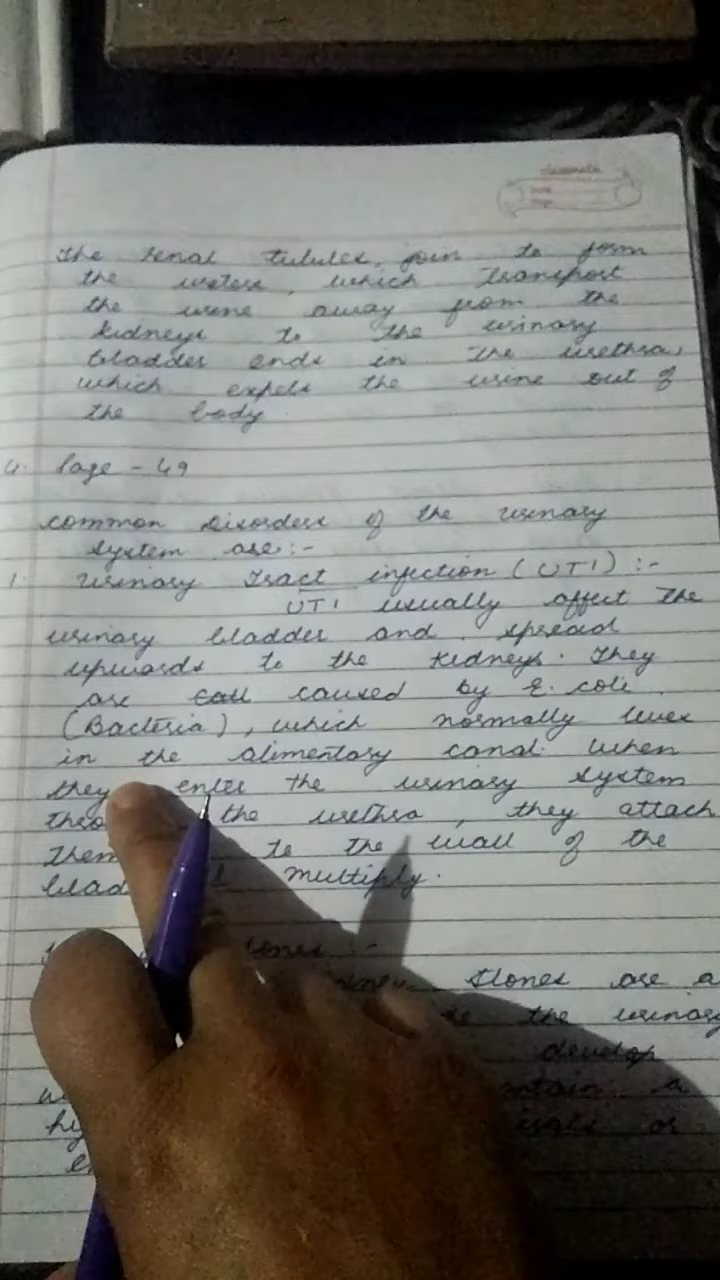 classmate
Date
Page
the renal tubules, join to form
the ureters, which transport
the urine away from the
kidneys to the urinary
bladder ends in the urethra,
which expels the urine out of
the body
4. Page - 49
common disorders of the urinary
system are:-
1. Urinary Tract infection (UTI) :-
UTI usually affect the
urinary bladder and spread
upwards to the kidneys. They
are caused by E. coli
(Bacteria), which normally lives
in the alimentary canal. When
they enter the urinary system
the urethra, they attach
to the wall of the
multiply.
stones are a
the urinary
develop
or